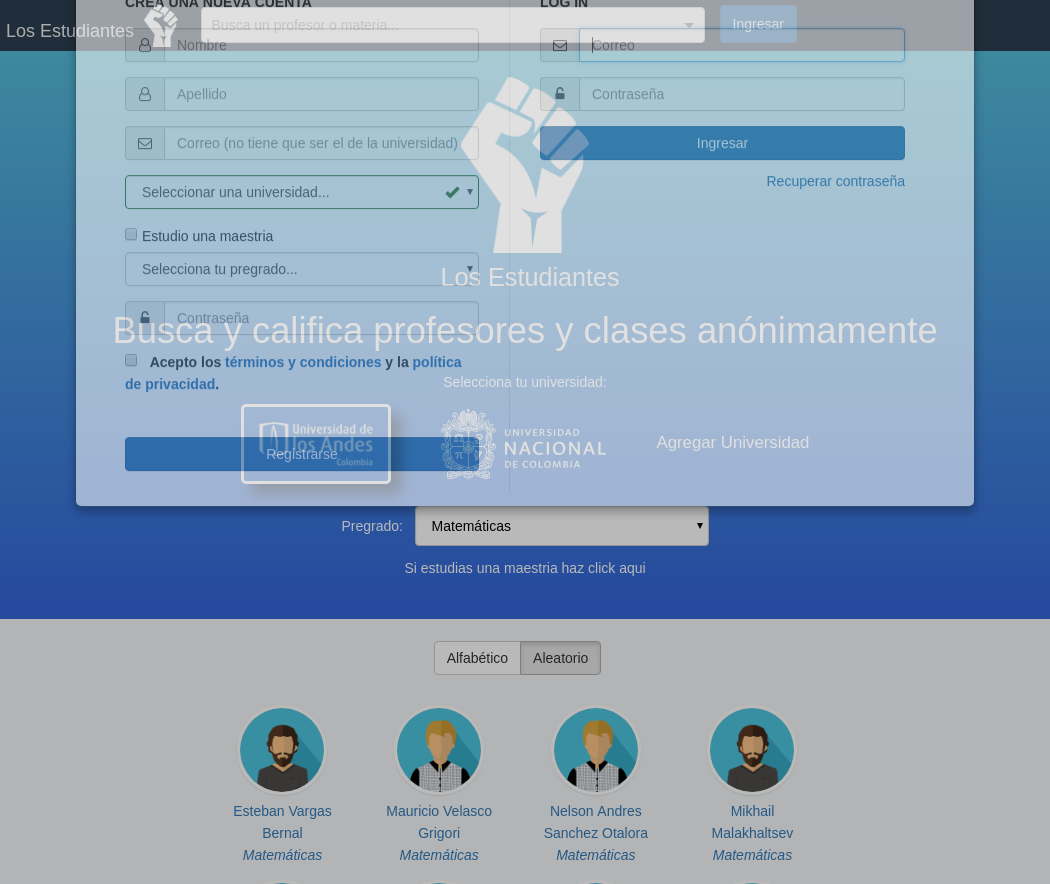 CREA UNA NUEVA CUENTA
LOG IN
Los Estudiantes
Busca un profesor o materia...
Ingresar
Nombre
Correo
Apellido
Contraseña
Correo (no tiene que ser el de la universidad)
Ingresar
Seleccionar una universidad...
Recuperar contraseña
Estudio una maestria
Selecciona tu pregrado...
Los Estudiantes
Contraseña
Busca y califica profesores y clases anónimamente
Acepto los términos y condiciones y la política
de privacidad.
Selecciona tu universidad:
Universidad de
los Andes
Colombia
UNIVERSIDAD
NACIONAL
DE COLOMBIA
Agregar Universidad
Registrarse
Pregrado:
Matemáticas
Si estudias una maestria haz click aqui
Alfabético
Aleatorio
Esteban Vargas
Bernal
Matemáticas
Mauricio Velasco
Grigori
Matemáticas
Nelson Andres
Sanchez Otalora
Matemáticas
Mikhail
Malakhaltsev
Matemáticas